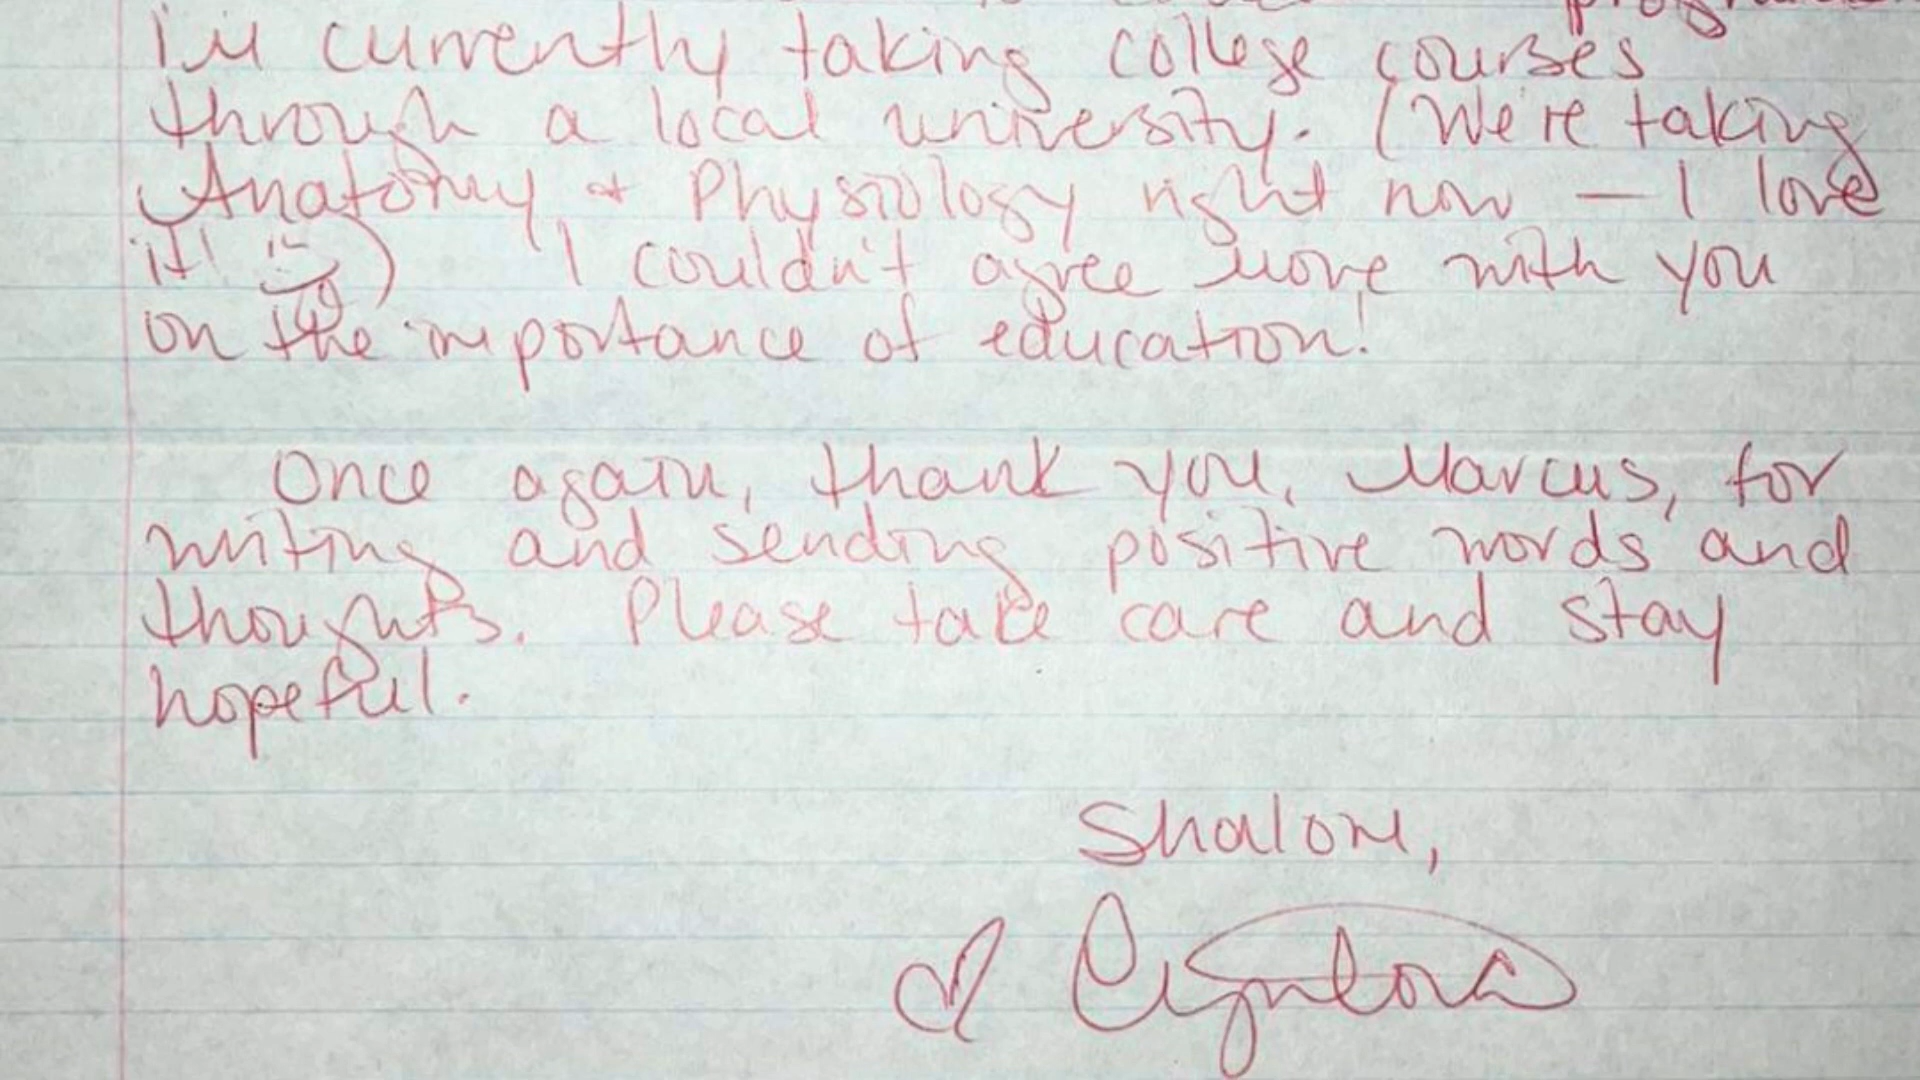 I'm currently taking college courses
through a local university. (We're taking
Anatomy + Physiology right now — I love
it!) I couldn't agree more with you
on the importance of education!
Once again, thank you, Marcus, for
writing and sending positive words and
thoughts. Please take care and stay
hopeful.
Shalom,